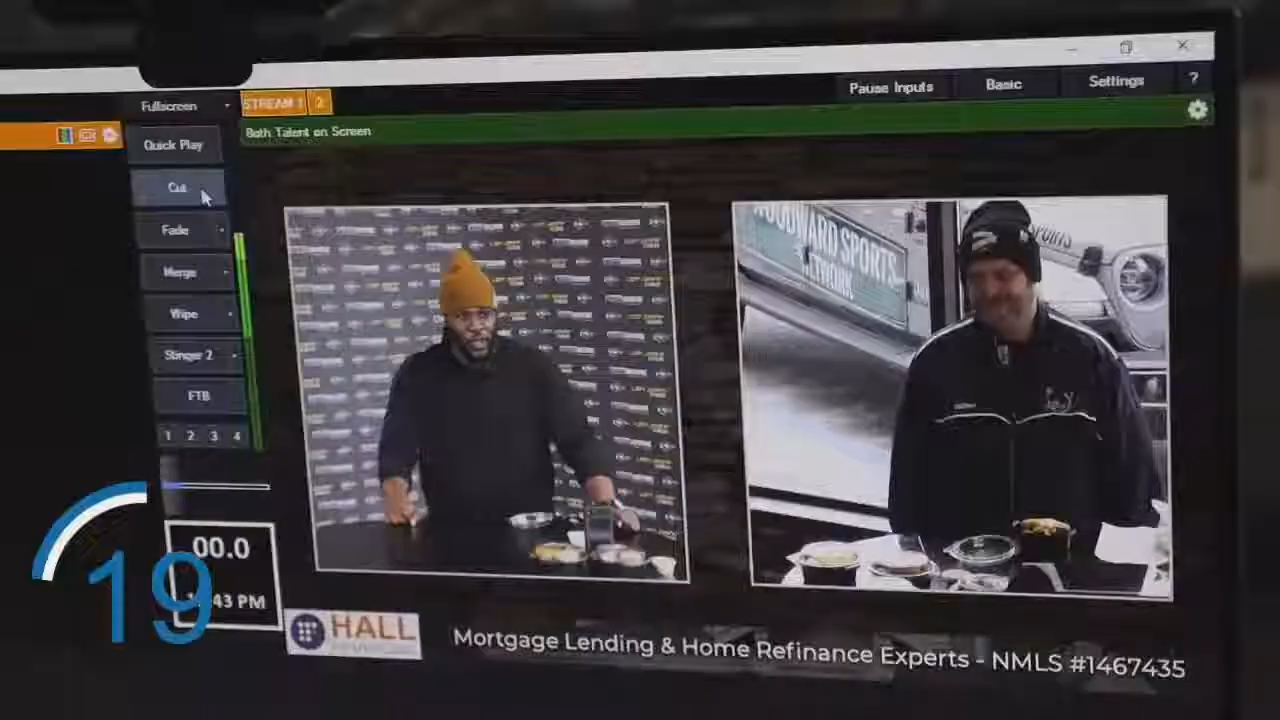 Fullscreen
STREAM 1
2
Pause Inputs
Basic
Settings
?
Both Talent on Screen
Quick Play
Cut
Fade
Merge
Wipe
Stinger 2
FTB
1 2 3 4
WOODWARD SPORTS
NETWORK
SPORTS
00.0
43 PM
19
HALL
Mortgage Lending & Home Refinance Experts - NMLS #1467435